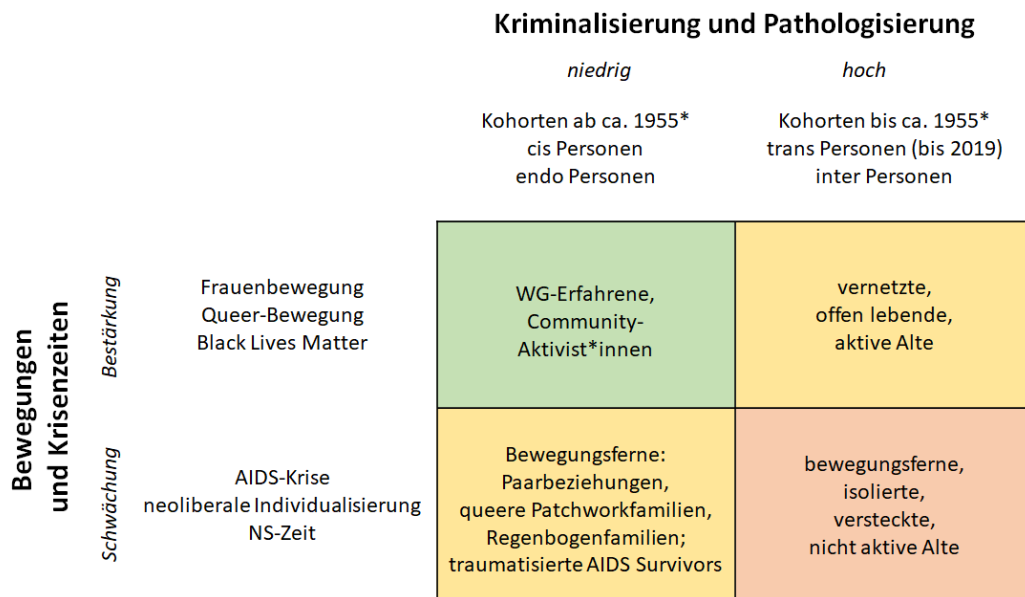 Kriminalisierung und Pathologisierung
niedrig
hoch
Kohorten ab ca. 1955*
cis Personen
endo Personen
Kohorten bis ca. 1955*
trans Personen (bis 2019)
inter Personen
Bewegungen
und Krisenzeiten
Bestärkung
Frauenbewegung
Queer-Bewegung
Black Lives Matter
WG-Erfahrene,
Community-
Aktivist*innen
vernetzte,
offen lebende,
aktive Alte
Schwächung
AIDS-Krise
neoliberale Individualisierung
NS-Zeit
Bewegungsferne:
Paarbeziehungen,
queere Patchworkfamilien,
Regenbogenfamilien;
traumatisierte AIDS Survivors
bewegungsferne,
isolierte,
versteckte,
nicht aktive Alte